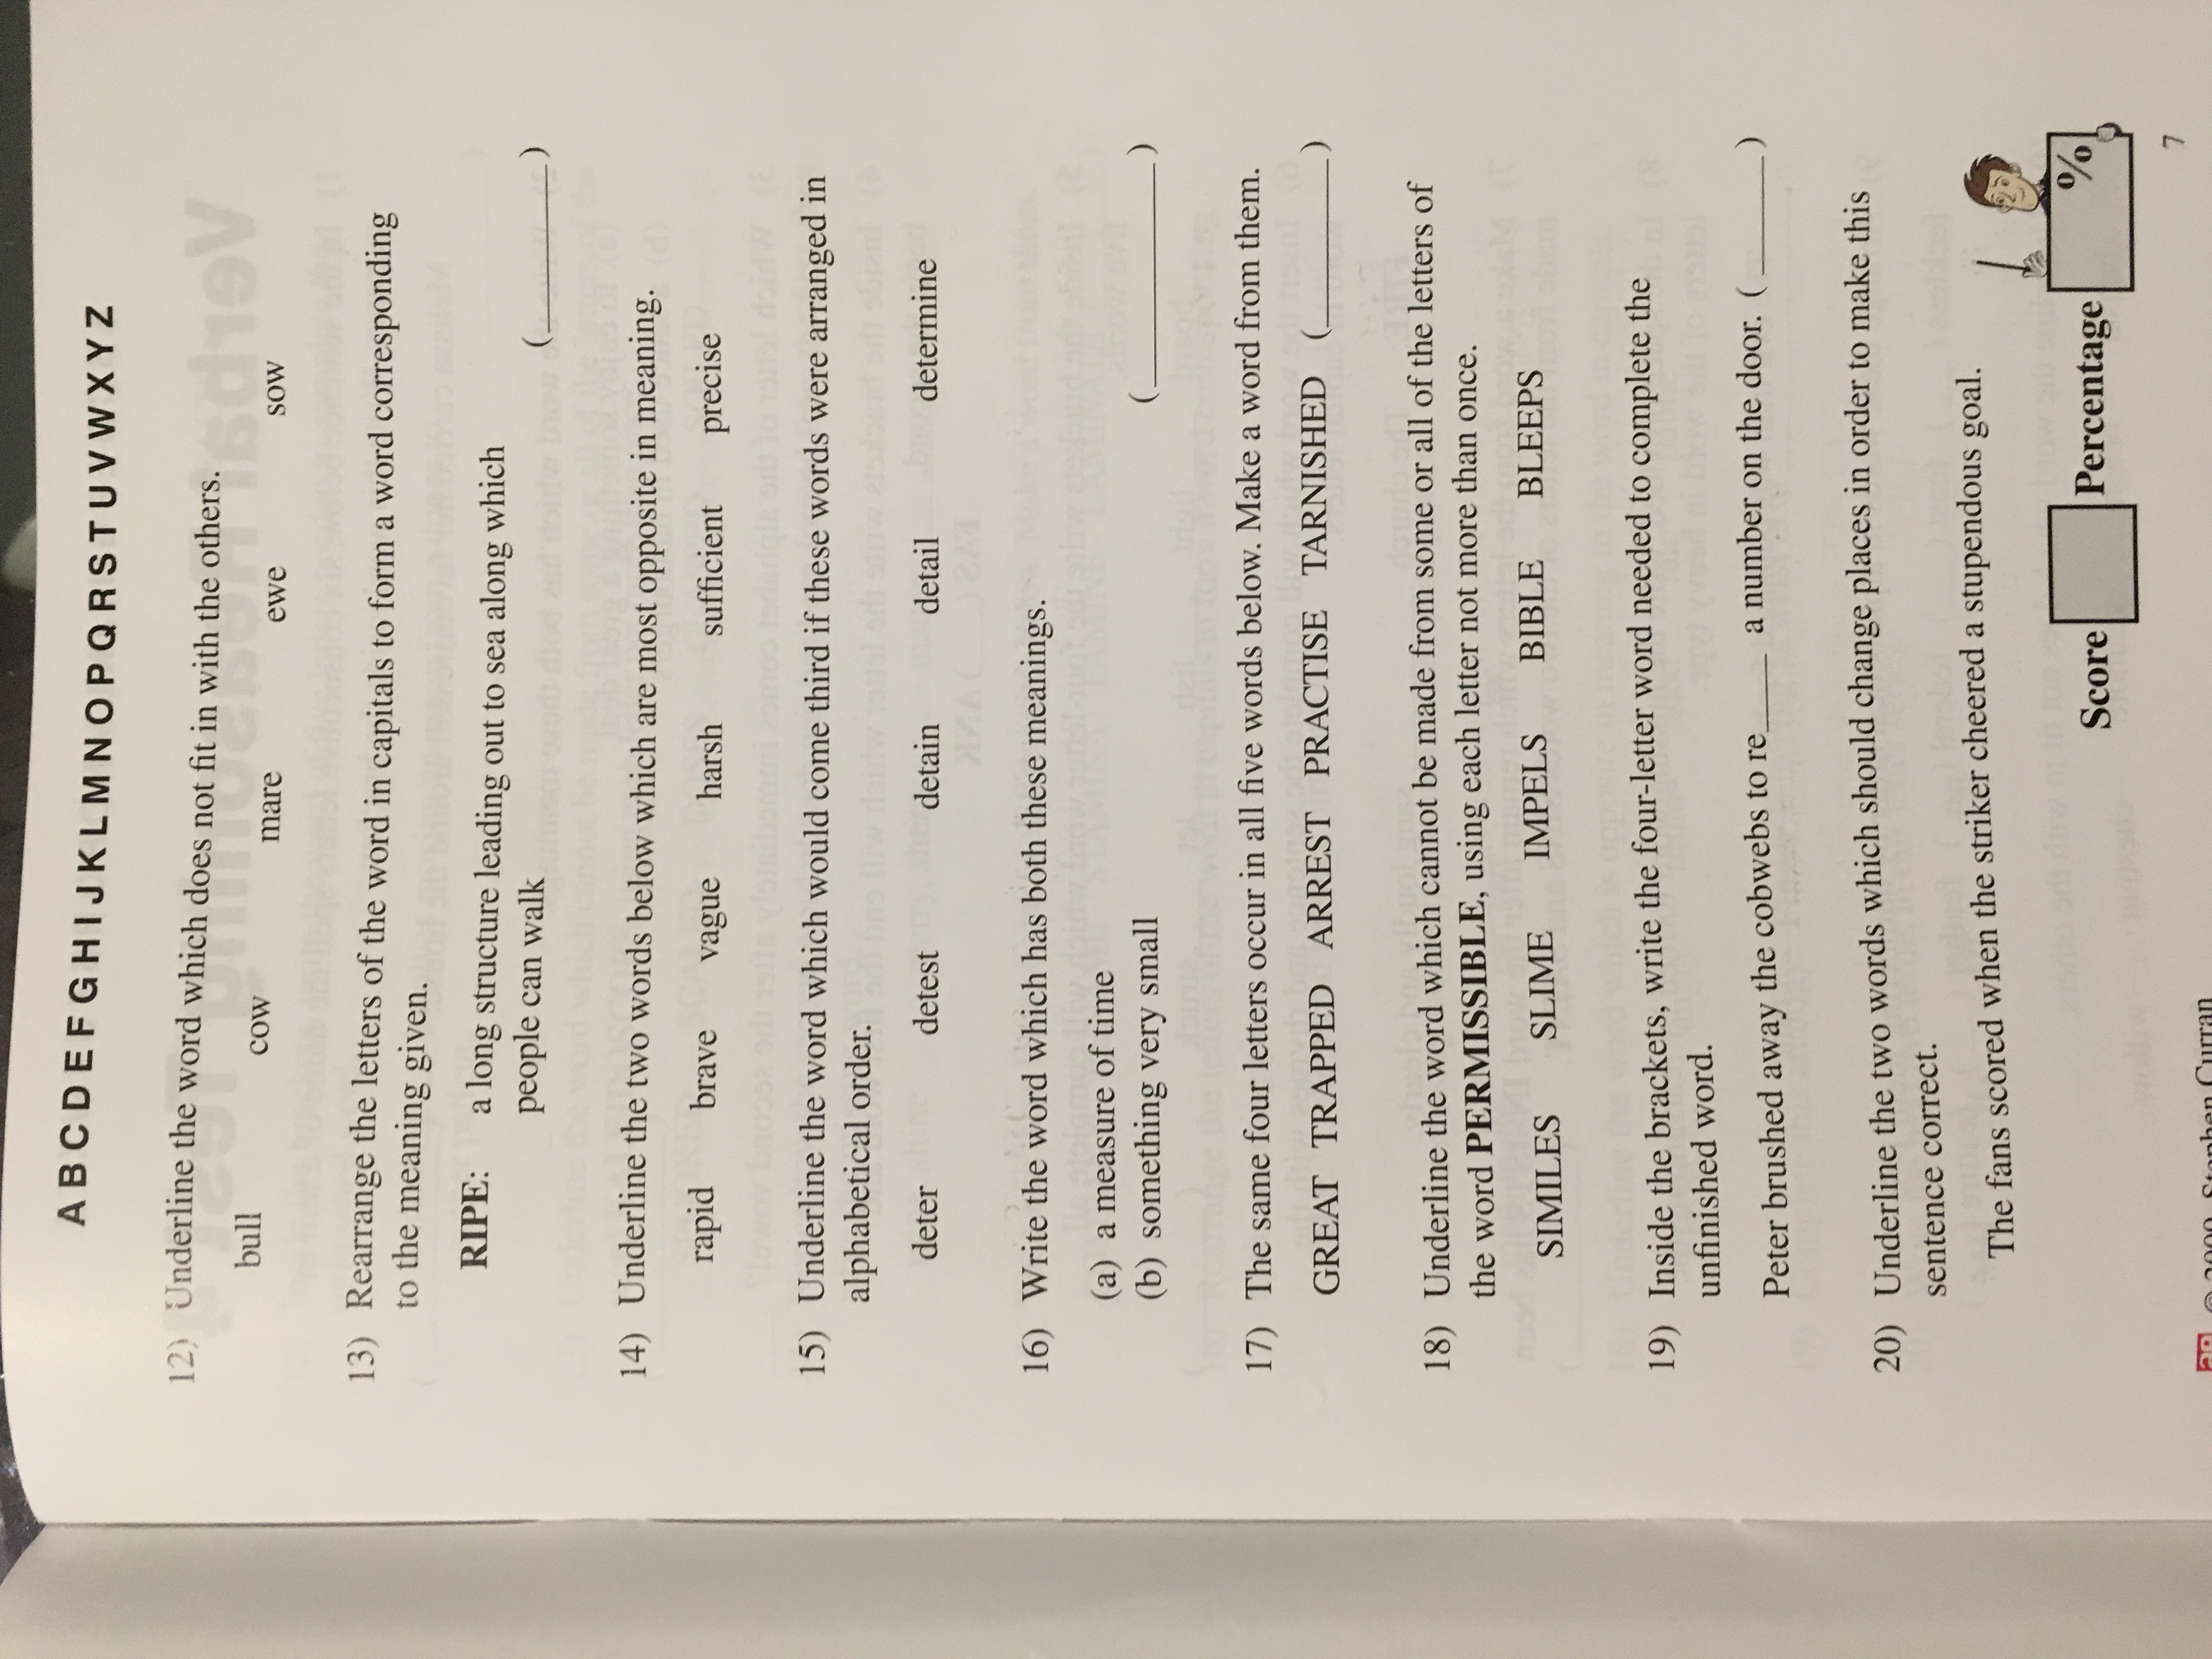 A B C D E F G H I J K L M N O P Q R S T U V W X Y Z
12) Underline the word which does not fit in with the others.
bull cow mare ewe sow
13) Rearrange the letters of the word in capitals to form a word corresponding
to the meaning given.
RIPE: a long structure leading out to sea along which
people can walk (________)
14) Underline the two words below which are most opposite in meaning.
rapid brave vague harsh sufficient precise
15) Underline the word which would come third if these words were arranged in
alphabetical order.
deter detest detain detail determine
16) Write the word which has both these meanings.
(a) a measure of time
(b) something very small (________)
17) The same four letters occur in all five words below. Make a word from them.
GREAT TRAPPED ARREST PRACTISE TARNISHED (________)
18) Underline the word which cannot be made from some or all of the letters of
the word PERMISSIBLE, using each letter not more than once.
SIMILES SLIME IMPELS BIBLE BLEEPS
19) Inside the brackets, write the four-letter word needed to complete the
unfinished word.
Peter brushed away the cobwebs to re____ a number on the door. (______)
20) Underline the two words which should change places in order to make this
sentence correct.
The fans scored when the striker cheered a stupendous goal.
Score Percentage %
7
© 2009 Stephen Curran